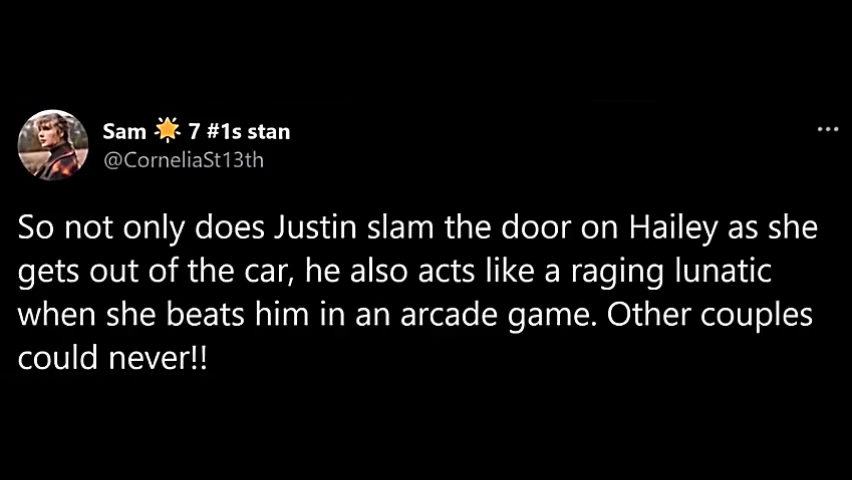 Sam 🌟 7 #1s stan
@CorneliaSt13th
So not only does Justin slam the door on Hailey as she
gets out of the car, he also acts like a raging lunatic
when she beats him in an arcade game. Other couples
could never!!